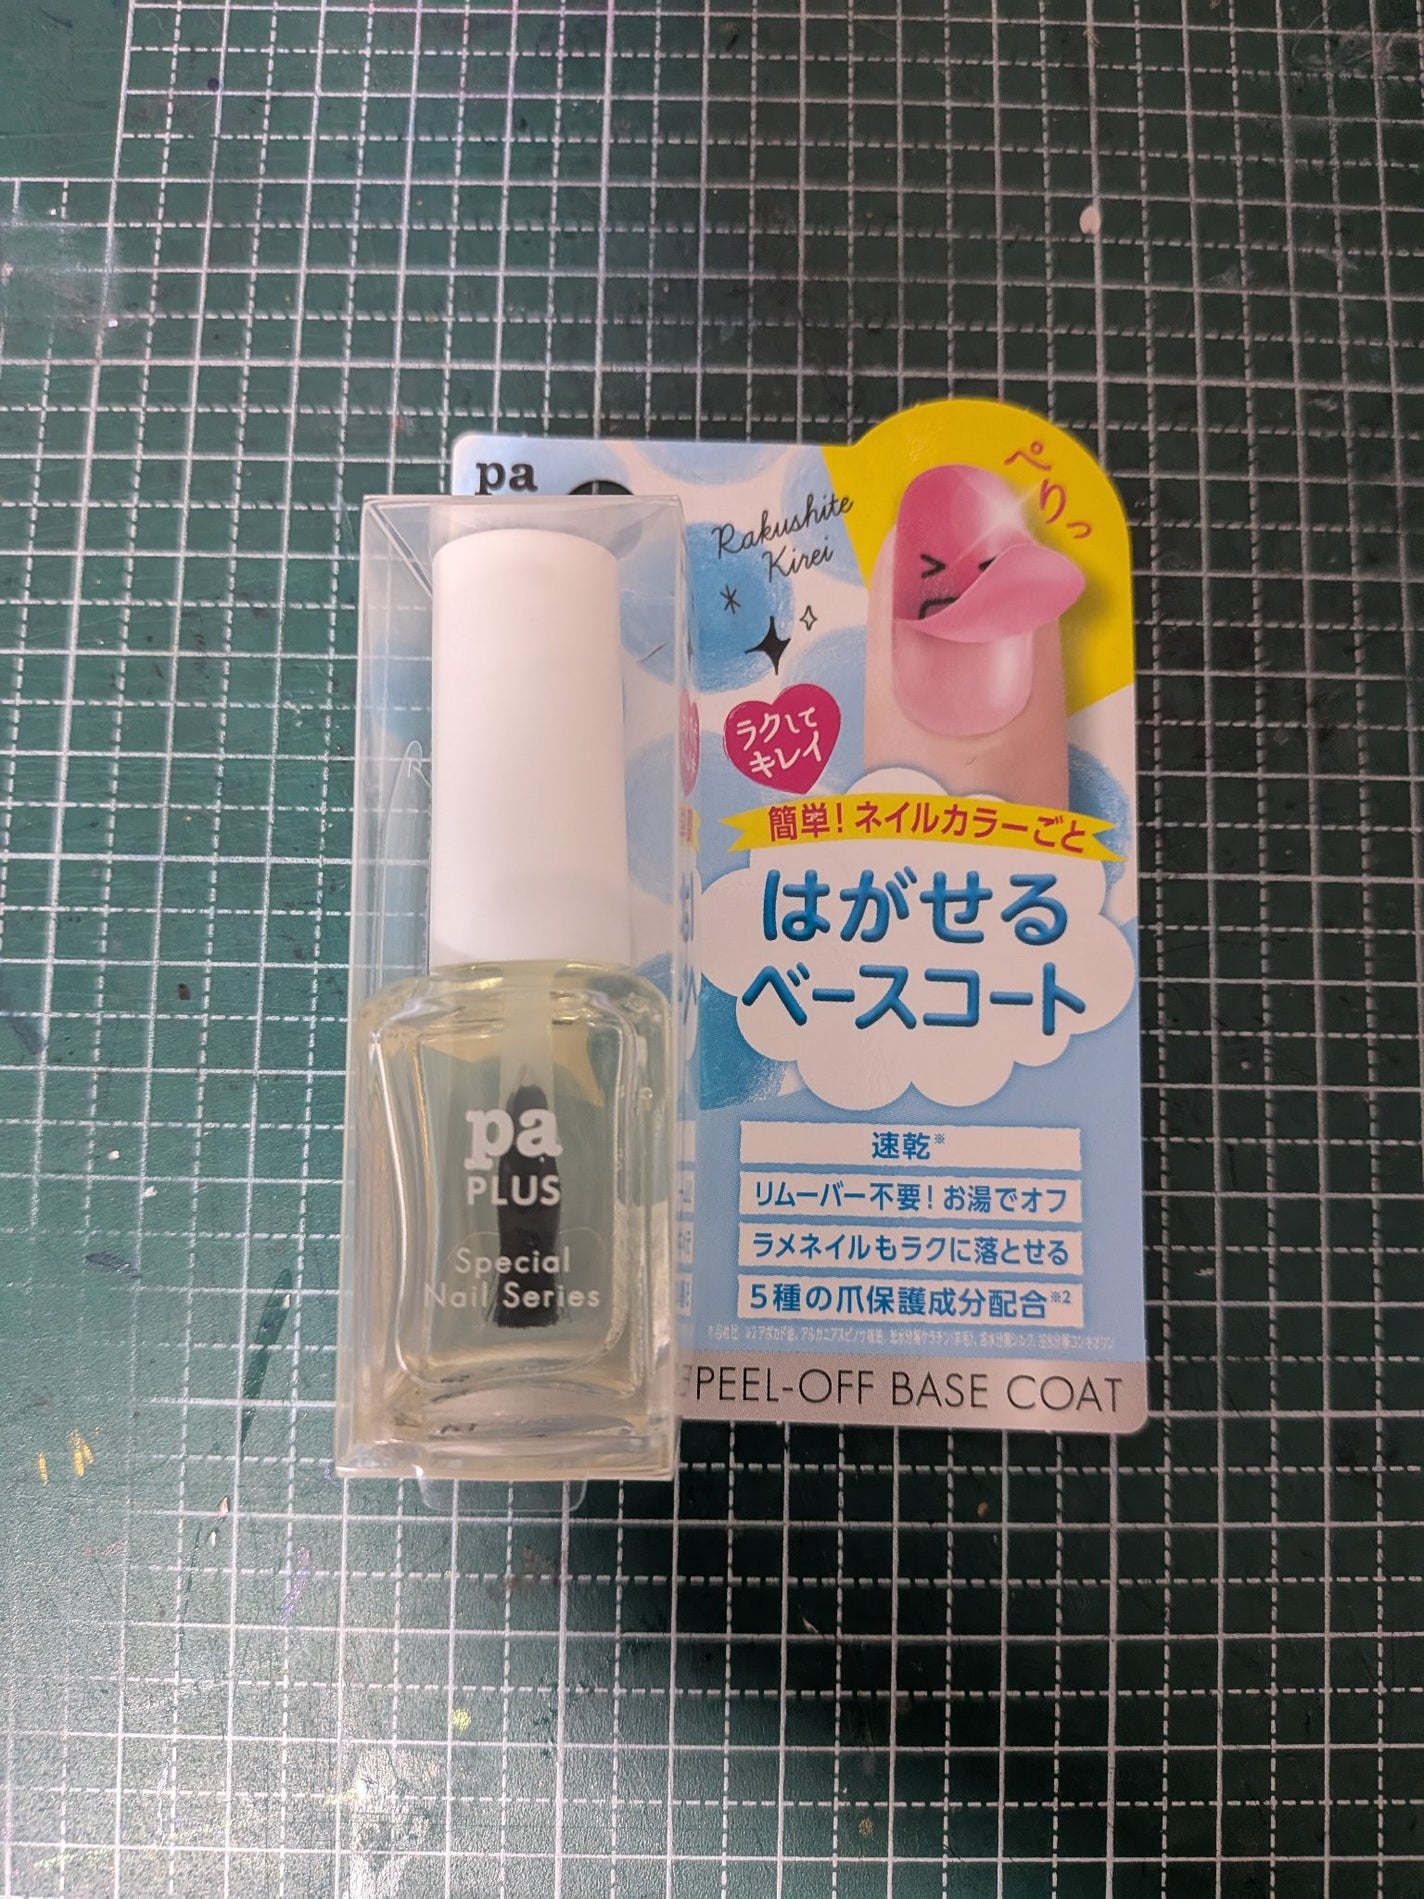 pa
Rakushite
Kirei
ぺりっ
ラクして
キレイ
簡単!ネイルカラーごと
はがせる
ベースコート
速乾※
リムーバー不要!お湯でオフ
ラメネイルもラクに落とせる
5種の爪保護成分配合※2
PEEL-OFF BASE COAT
pa
PLUS
Special
Nail Series